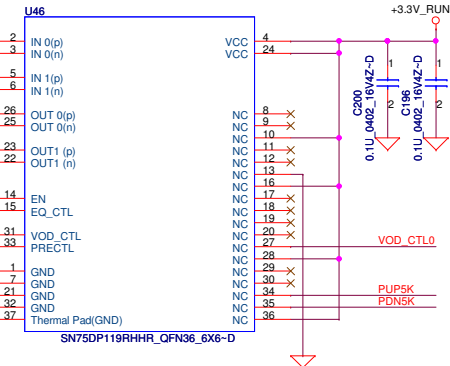 U46
+3.3V_RUN
2 IN 0(p) VCC 4
3 IN 0(n) VCC 24
5 IN 1(p)
6 IN 1(n)
1 1
C200
0.1U_0402_16V4Z~D
C196
0.1U_0402_16V4Z~D
2 2
26 OUT 0(p) NC 8
25 OUT 0(n) NC 9
NC 10
23 OUT1 (p) NC 11
22 OUT1 (n) NC 12
NC 13
NC 16
14 EN NC 17
15 EQ_CTL NC 18
NC 19
31 VOD_CTL NC 20
33 PRECTL NC 27 VOD_CTL0
NC 28
1 GND NC 29
7 GND NC 30
21 GND NC 34 PUP5K
32 GND NC 35 PDN5K
37 Thermal Pad(GND) NC 36
SN75DP119RHHR_QFN36_6X6~D